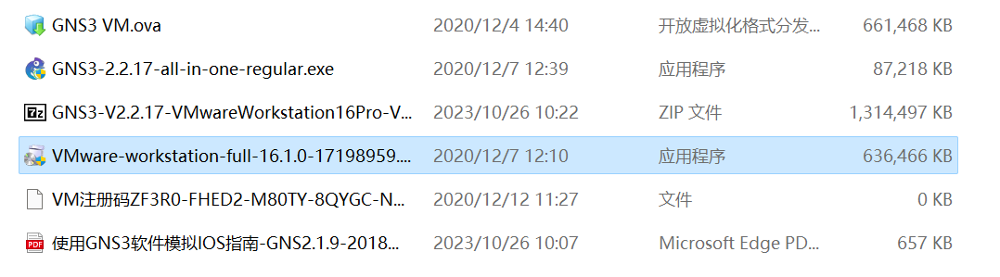 GNS3 VM.ova 2020/12/4 14:40 开放虚拟化格式分发... 661,468 KB
GNS3-2.2.17-all-in-one-regular.exe 2020/12/7 12:39 应用程序 87,218 KB
GNS3-V2.2.17-VMwareWorkstation16Pro-V... 2023/10/26 10:22 ZIP 文件 1,314,497 KB
VMware-workstation-full-16.1.0-17198959.... 2020/12/7 12:10 应用程序 636,466 KB
VM注册码ZF3R0-FHED2-M80TY-8QYGC-N... 2020/12/12 11:27 文件 0 KB
使用GNS3软件模拟IOS指南-GNS2.1.9-2018... 2023/10/26 10:07 Microsoft Edge PD... 657 KB